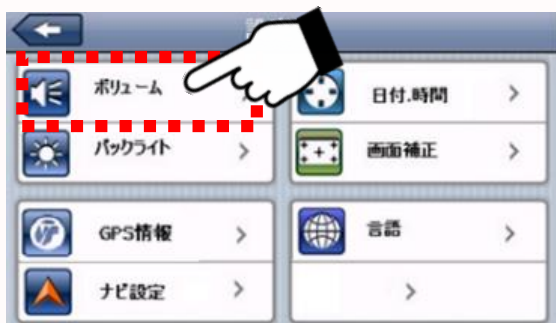 ボリューム
日付.時間
バックライト
画面補正
GPS情報
言語
ナビ設定